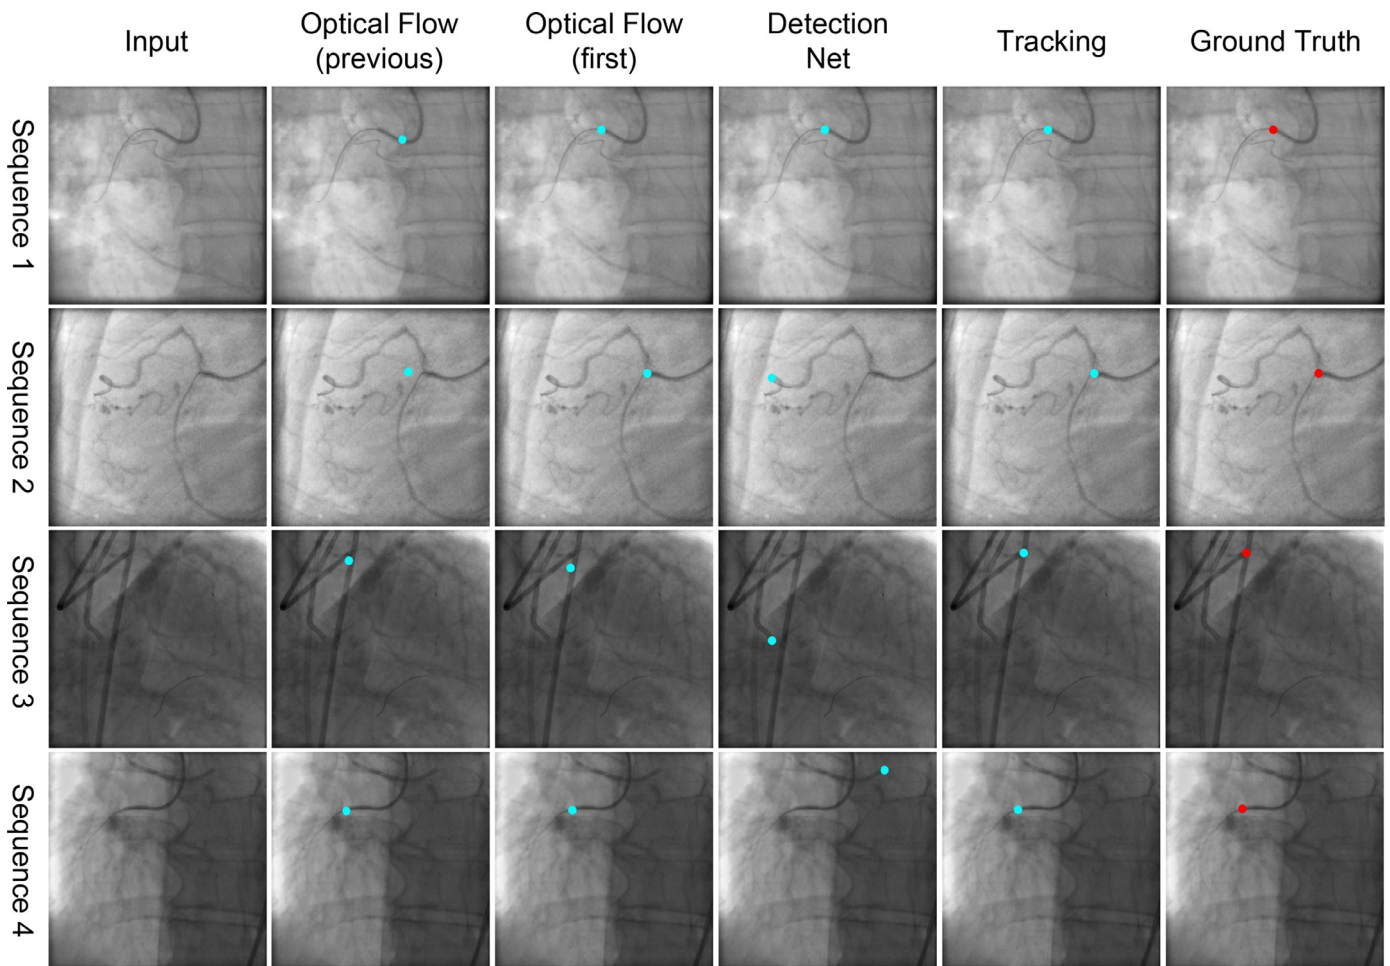 Input
Optical Flow
(previous)
Optical Flow
(first)
Detection
Net
Tracking
Ground Truth
Sequence 1
Sequence 2
Sequence 3
Sequence 4